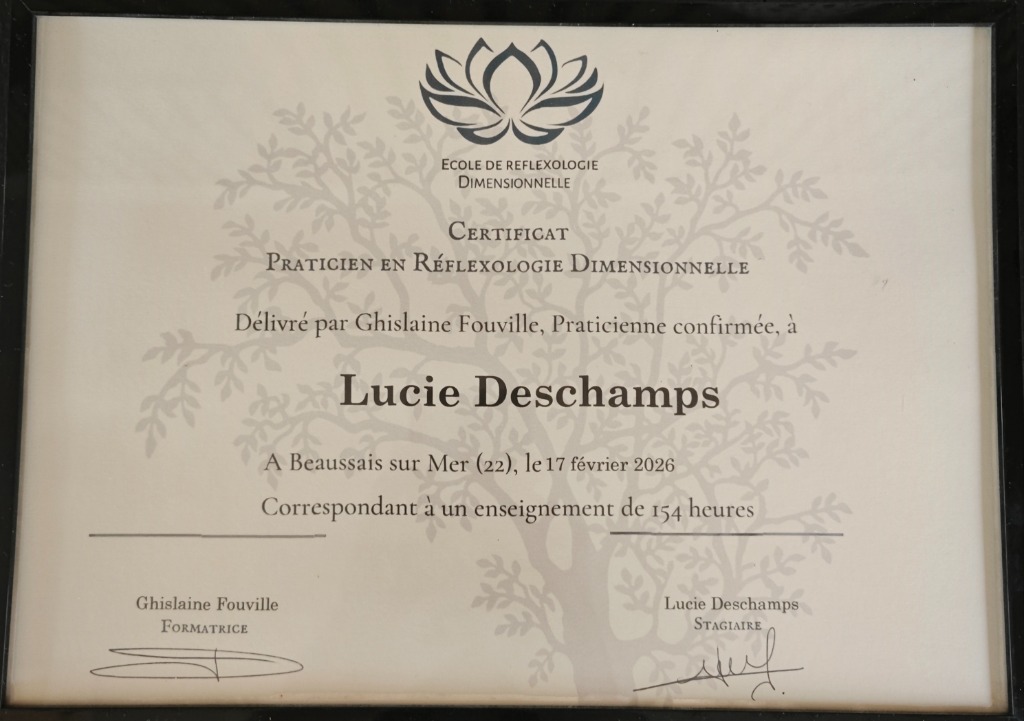 ECOLE DE REFLEXOLOGIE
DIMENSIONNELLE
CERTIFICAT
PRATICIEN EN RÉFLEXOLOGIE DIMENSIONNELLE
Délivré par Ghislaine Fouville, Praticienne confirmée, à
Lucie Deschamps
A Beaussais sur Mer (22), le 17 février 2026
Correspondant à un enseignement de 154 heures
Ghislaine Fouville
FORMATRICE
Lucie Deschamps
STAGIAIRE